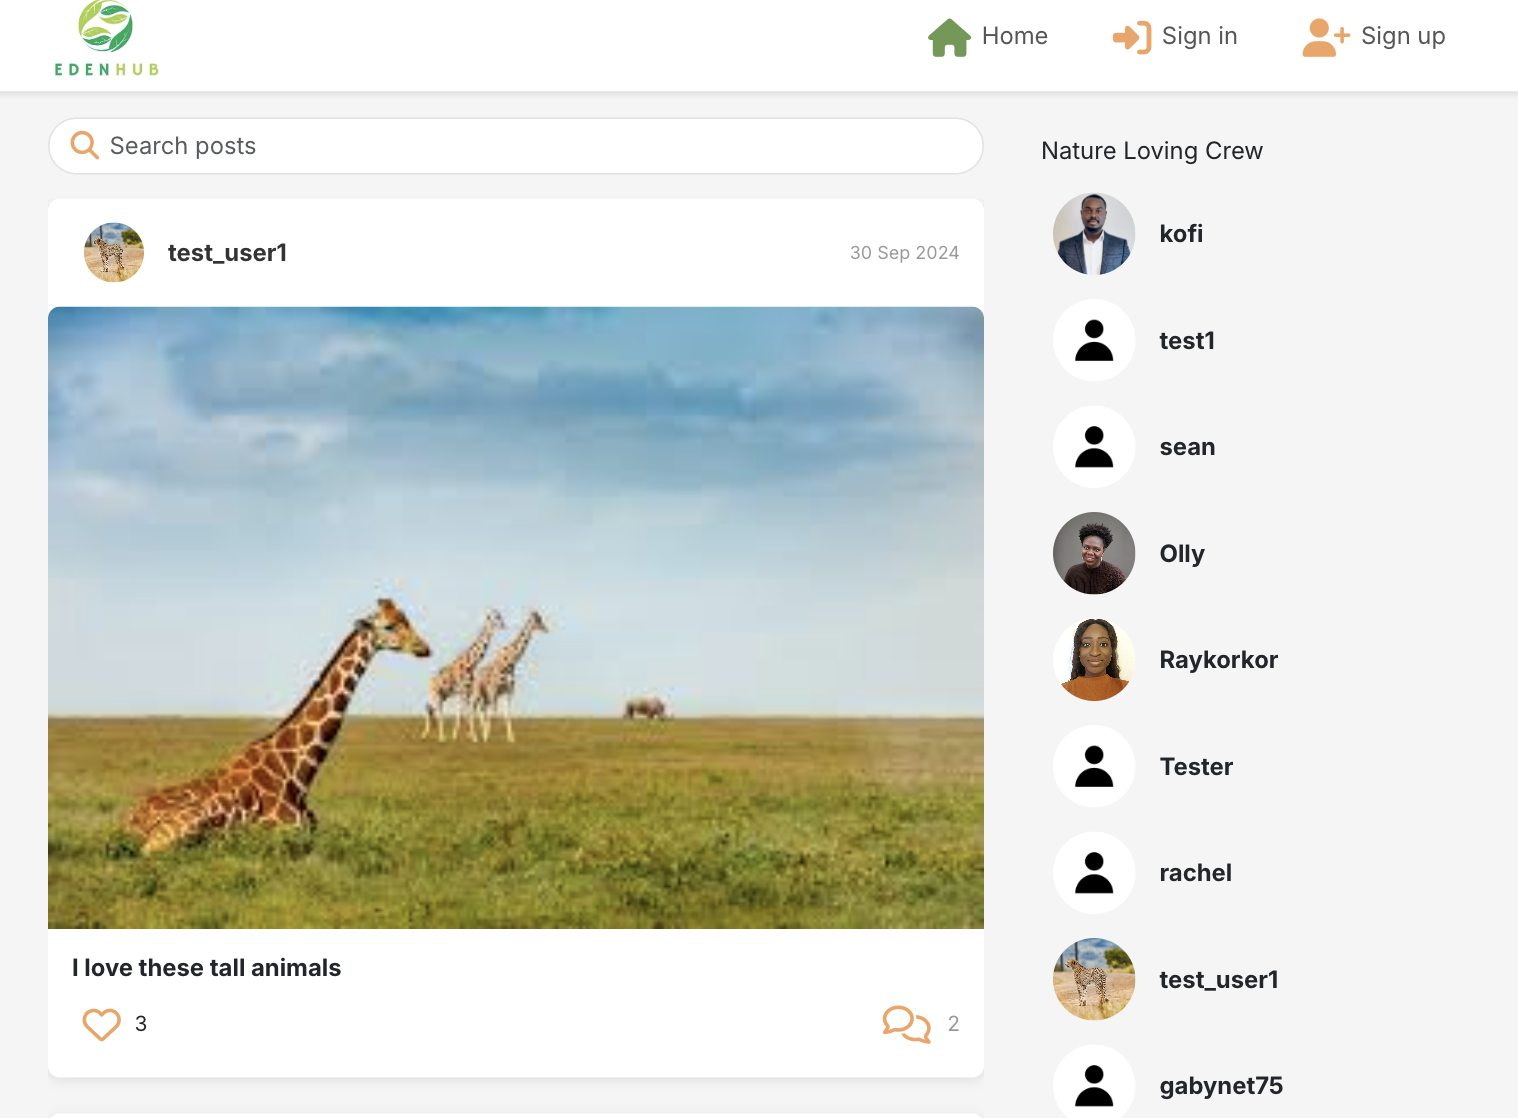 EDENHUB
Home
Sign in
Sign up
Search posts
test_user1
30 Sep 2024
I love these tall animals
3
2
Nature Loving Crew
kofi
test1
sean
Olly
Raykorkor
Tester
rachel
test_user1
gabynet75